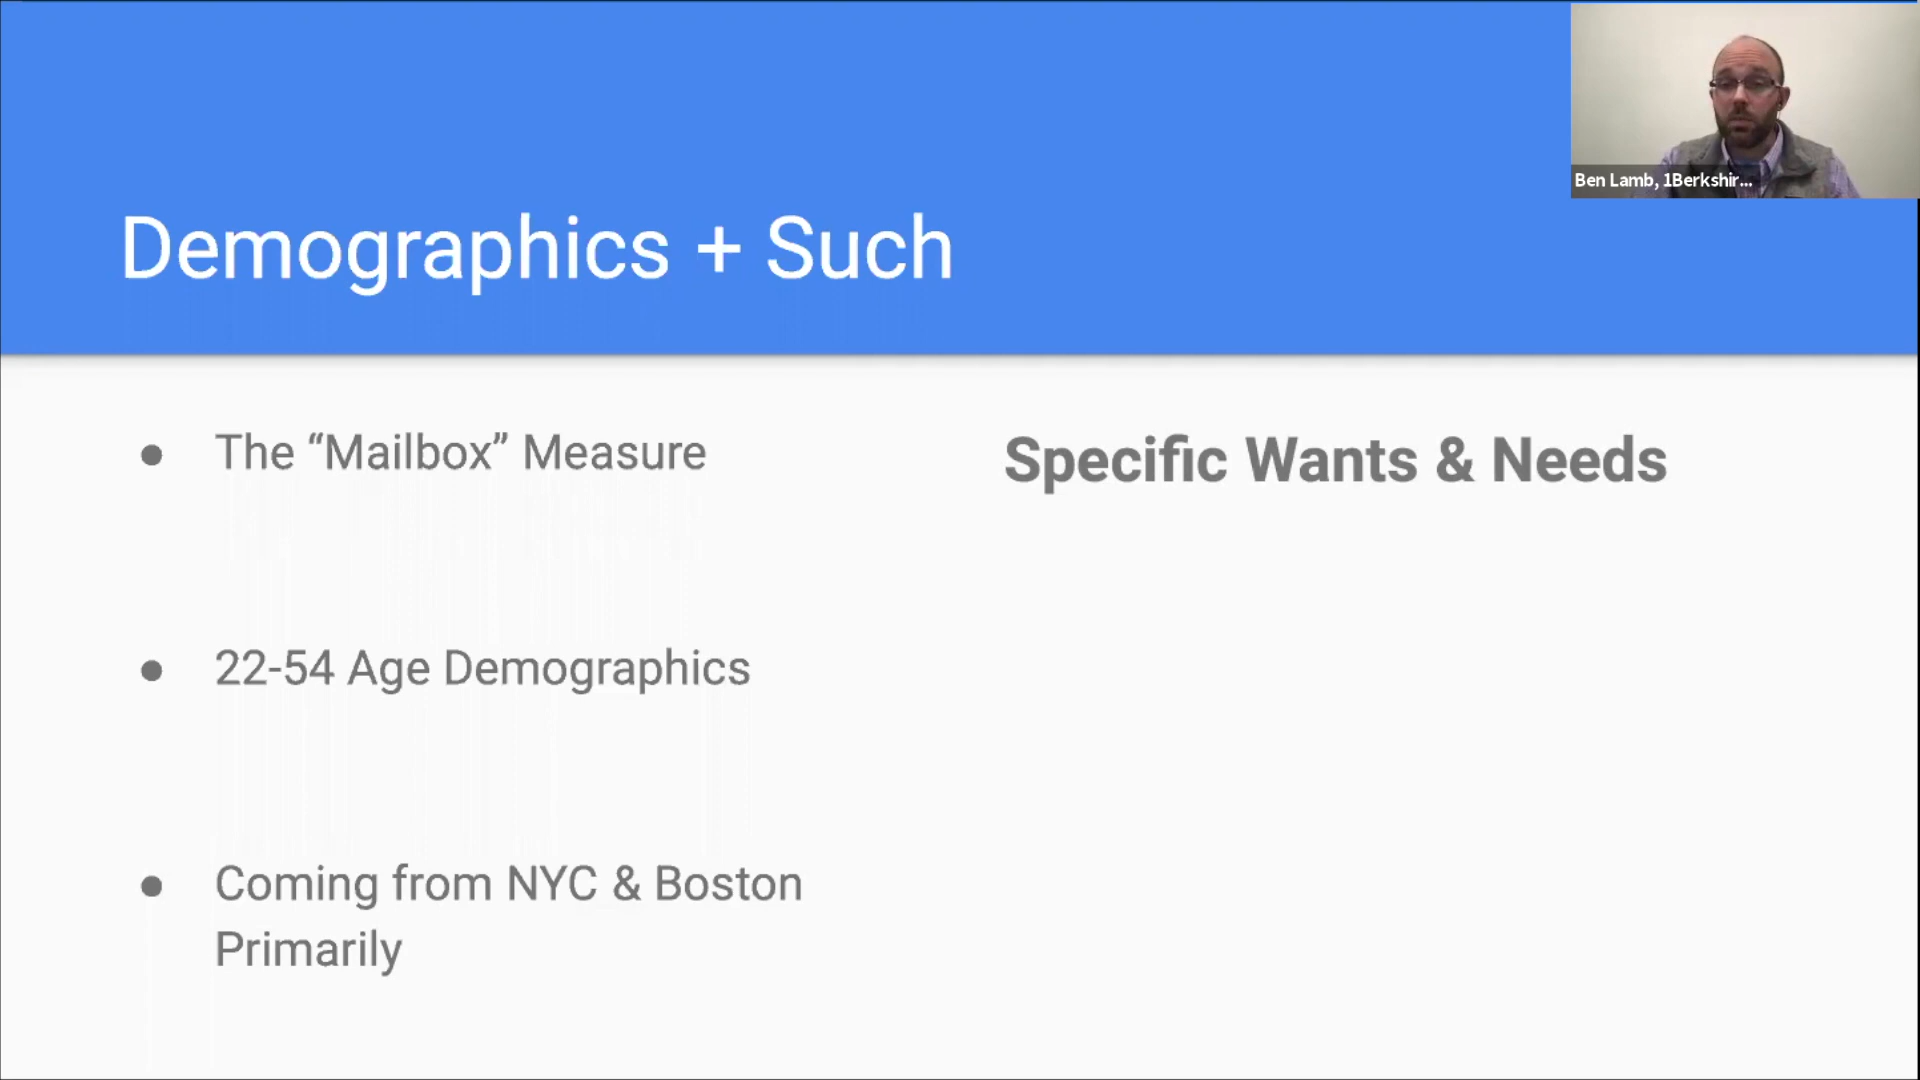 Ben Lamb, 1Berkshir...
Demographics + Such
● The “Mailbox” Measure
● 22-54 Age Demographics
● Coming from NYC & Boston
Primarily
Specific Wants & Needs